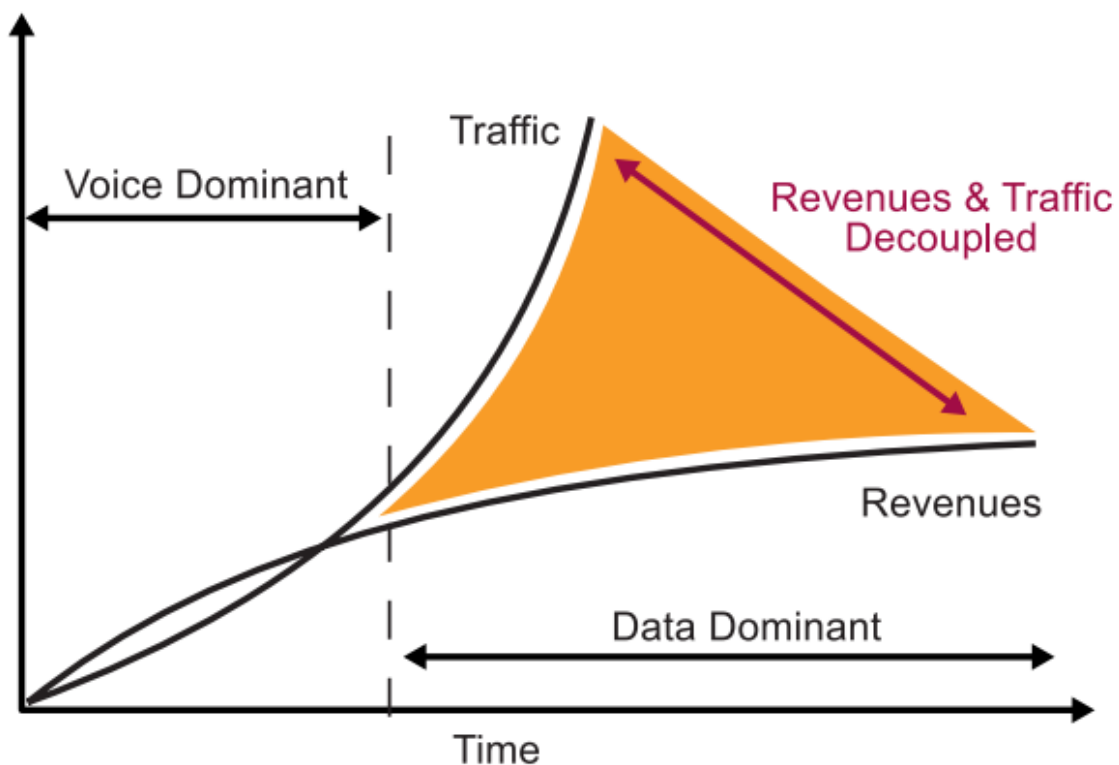 Traffic
Voice Dominant
Revenues & Traffic
Decoupled
Revenues
Data Dominant
Time